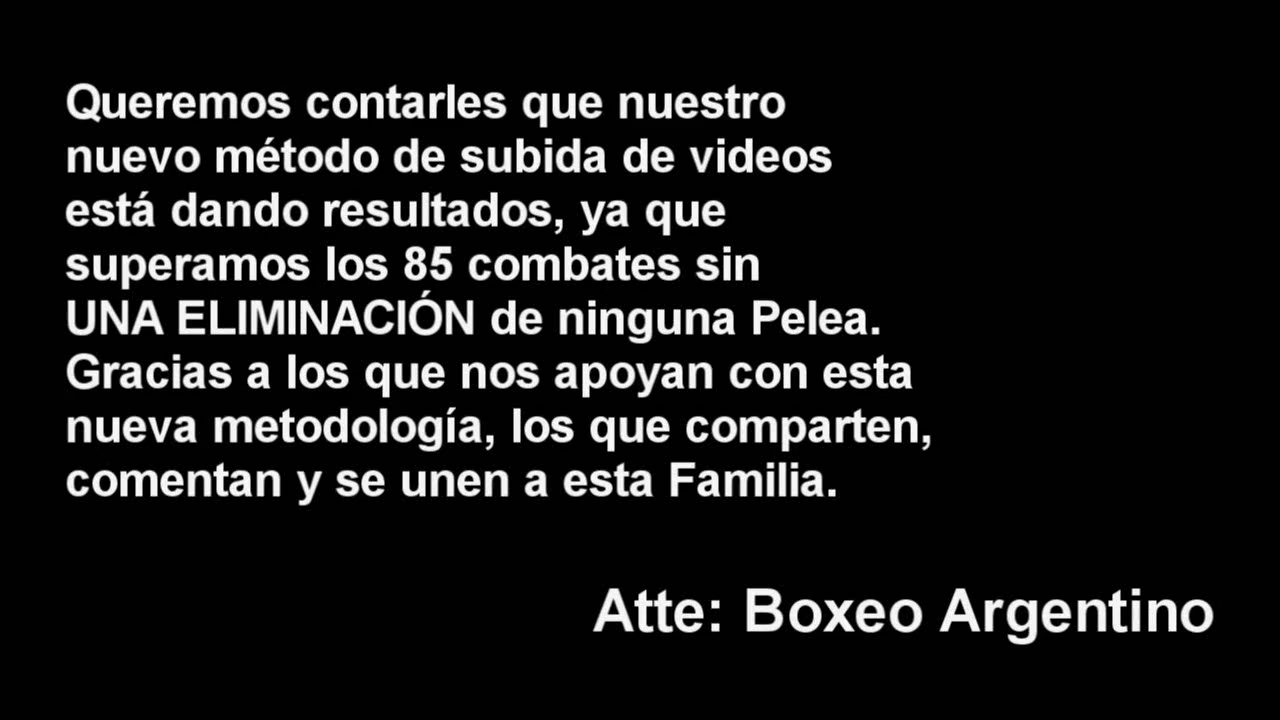 Queremos contarles que nuestro
nuevo método de subida de videos
está dando resultados, ya que
superamos los 85 combates sin
UNA ELIMINACIÓN de ninguna Pelea.
Gracias a los que nos apoyan con esta
nueva metodología, los que comparten,
comentan y se unen a esta Familia.
Atte: Boxeo Argentino